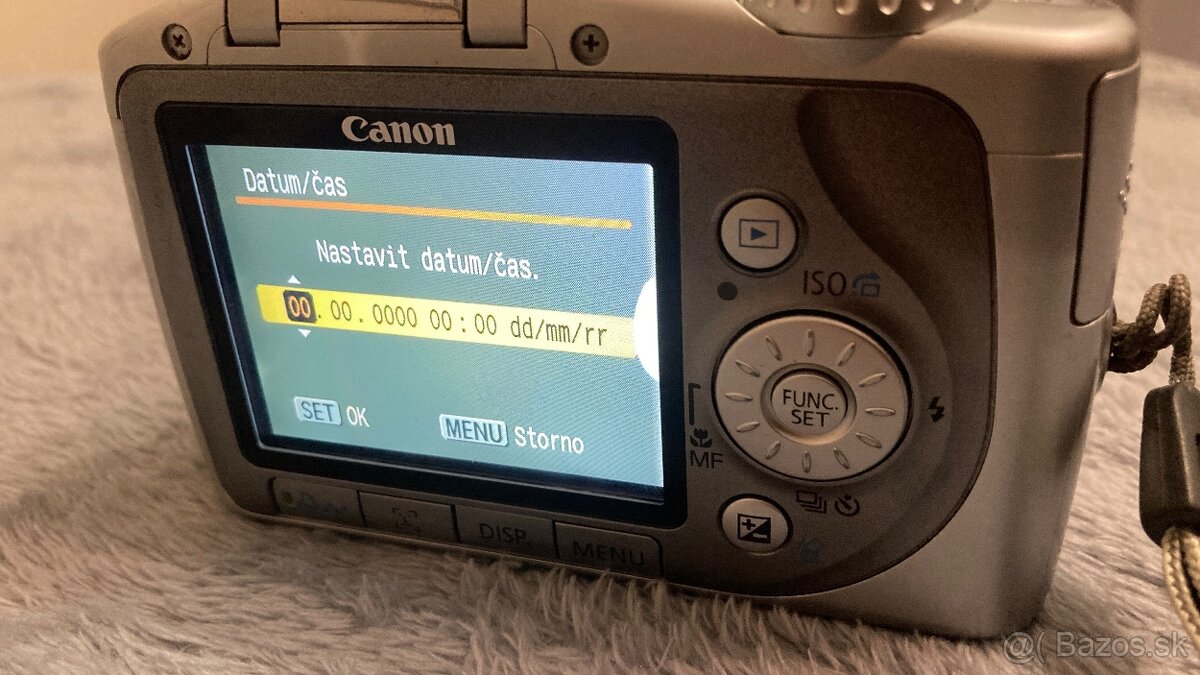 Canon
Datum/čas
Nastavit datum/čas.
00.00.0000 00:00 dd/mm/rr
SET OK
MENU Storno
ISO
FUNC.
SET
MF
DISP.
MENU
@( Bazos.sk